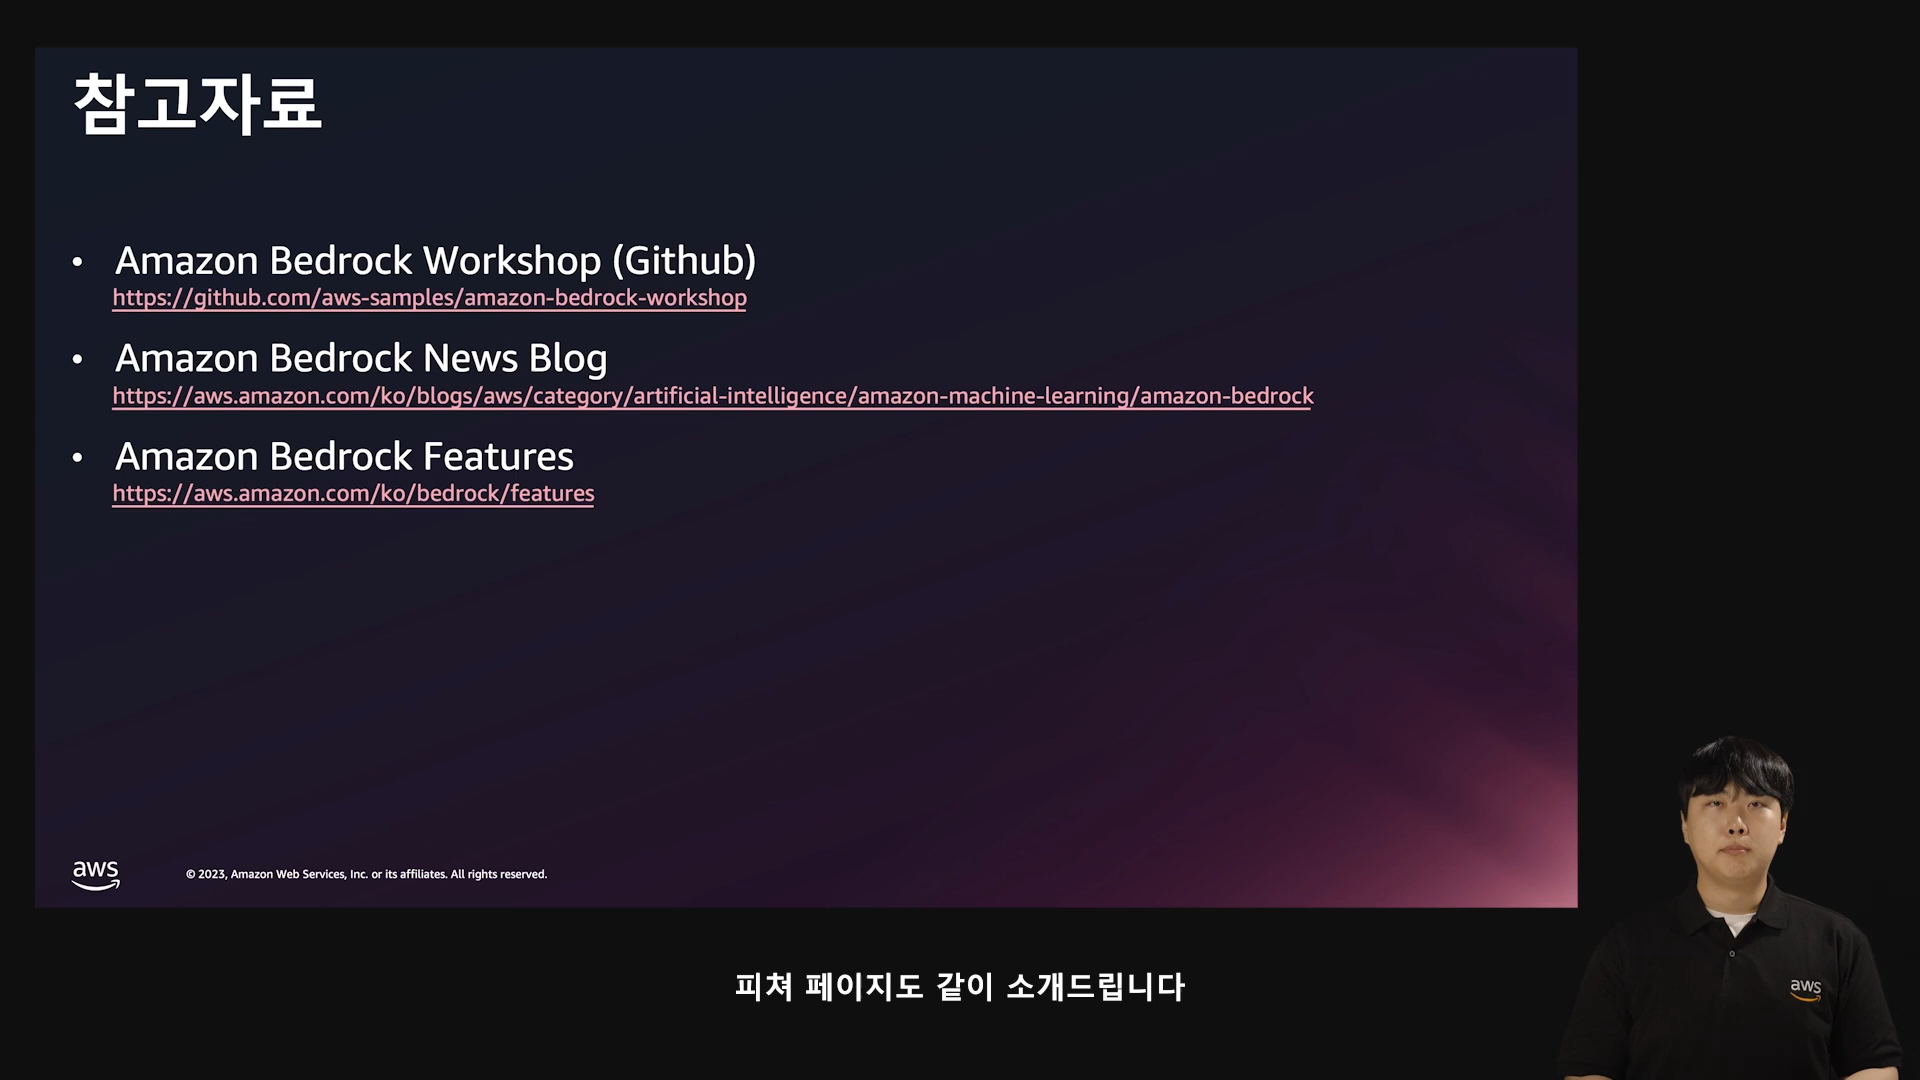 참고자료
• Amazon Bedrock Workshop (Github)
https://github.com/aws-samples/amazon-bedrock-workshop
• Amazon Bedrock News Blog
https://aws.amazon.com/ko/blogs/aws/category/artificial-intelligence/amazon-machine-learning/amazon-bedrock
• Amazon Bedrock Features
https://aws.amazon.com/ko/bedrock/features
aws
© 2023, Amazon Web Services, Inc. or its affiliates. All rights reserved.
aws
피쳐 페이지도 같이 소개드립니다